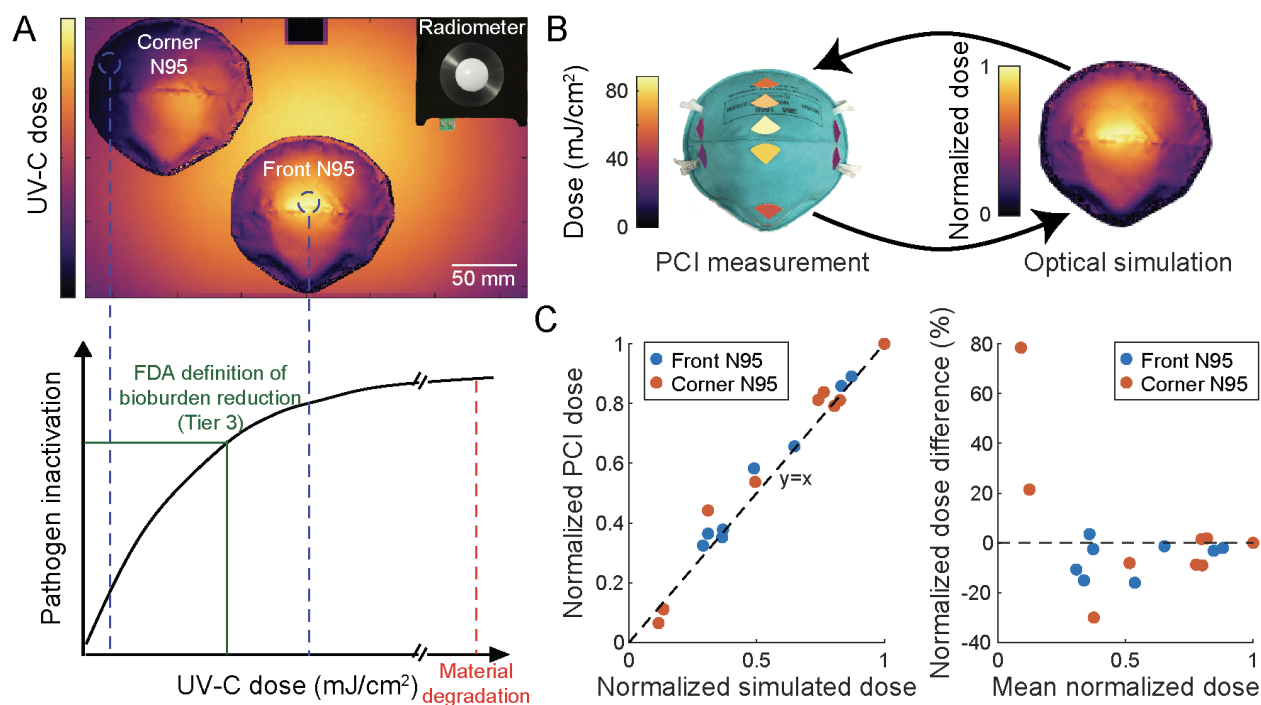 A
UV-C dose
Corner
N95
Front N95
Radiometer
50 mm
Pathogen inactivation
FDA definition of
bioburden reduction
(Tier 3)
UV-C dose (mJ/cm²)
Material
degradation
B
Dose (mJ/cm²)
80
40
0
PCI measurement
Normalized dose
1
0
Optical simulation
C
Normalized PCI dose
1
0.8
0.6
0.4
0.2
0
Front N95
Corner N95
y=x
0
0.5
1
Normalized simulated dose
Normalized dose difference (%)
80
60
40
20
0
-20
-40
Front N95
Corner N95
0
0.5
1
Mean normalized dose